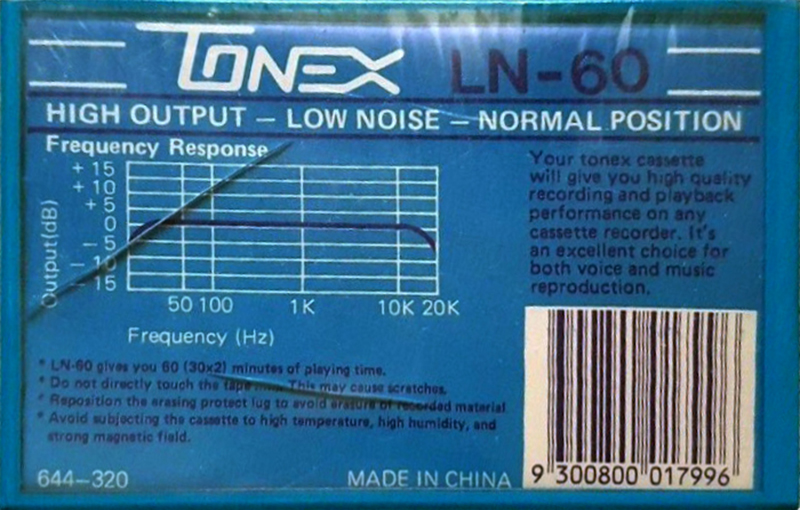 TONEX LN-60
HIGH OUTPUT – LOW NOISE – NORMAL POSITION
Frequency Response
+ 15
+ 10
+ 5
0
– 5
– 10
– 15
Output(dB)
50 100 1K 10K 20K
Frequency (Hz)
Your tonex cassette
will give you high quality
recording and playback
performance on any
cassette recorder. It's
an excellent choice for
both voice and music
reproduction.
* LN-60 gives you 60 (30x2) minutes of playing time.
* Do not directly touch the tape This may cause scratches.
* Reposition the erasing protect lug to avoid erasure of recorded material
* Avoid subjecting the cassette to high temperature, high humidity, and
strong magnetic field.
644–320
MADE IN CHINA
9 300800 017996